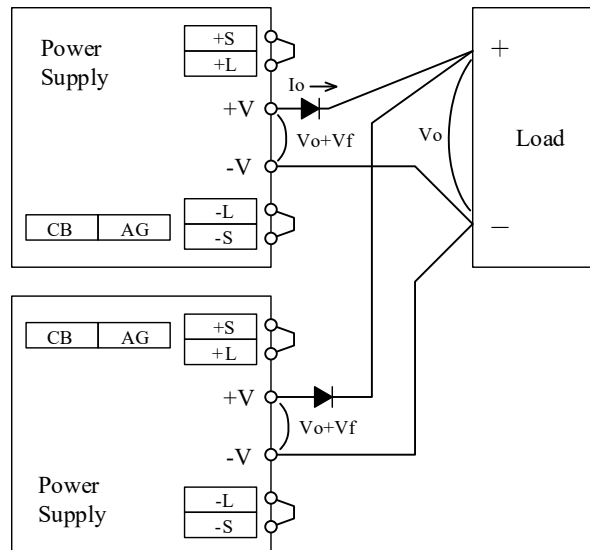 Power
Supply
+S
+L
+V
-V
-L
-S
CB AG
Io
Vo+Vf
Vo
+
Load
−
CB AG
+S
+L
+V
-V
Vo+Vf
Power
Supply
-L
-S